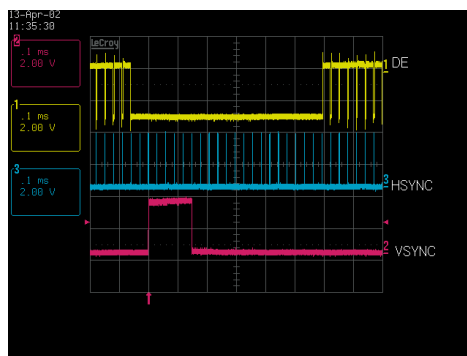 13-Apr-02
11:35:38
LeCroy
2
.1 ms
2.00 V
1 DE
1
.1 ms
2.00 V
3
.1 ms
2.00 V
3 HSYNC
2 VSYNC